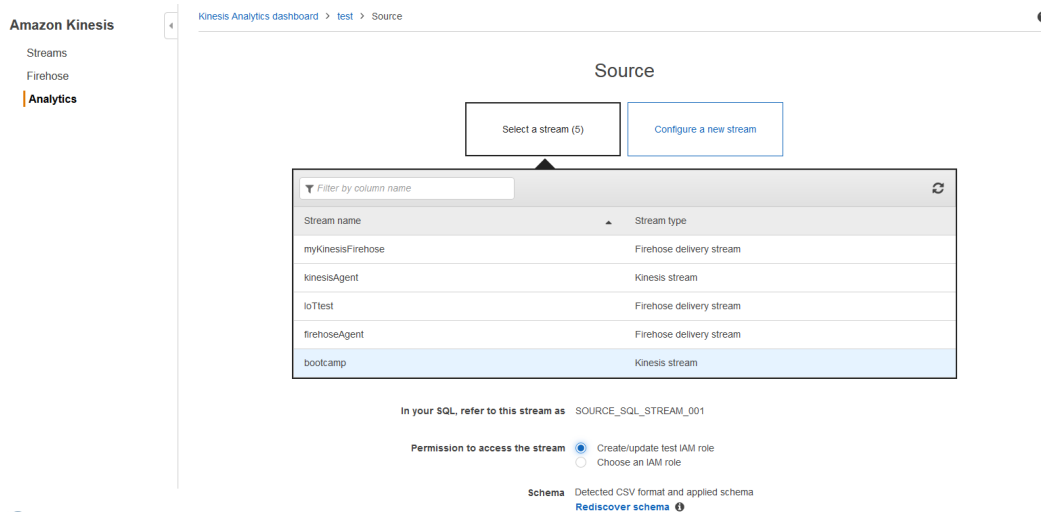 Amazon Kinesis
Streams
Firehose
Analytics
Kinesis Analytics dashboard > test > Source
Source
Select a stream (5)
Configure a new stream
Filter by column name
Stream name Stream type
myKinesisFirehose Firehose delivery stream
kinesisAgent Kinesis stream
IoTtest Firehose delivery stream
firehoseAgent Firehose delivery stream
bootcamp Kinesis stream
In your SQL, refer to this stream as SOURCE_SQL_STREAM_001
Permission to access the stream Create/update test IAM role
Choose an IAM role
Schema Detected CSV format and applied schema
Rediscover schema